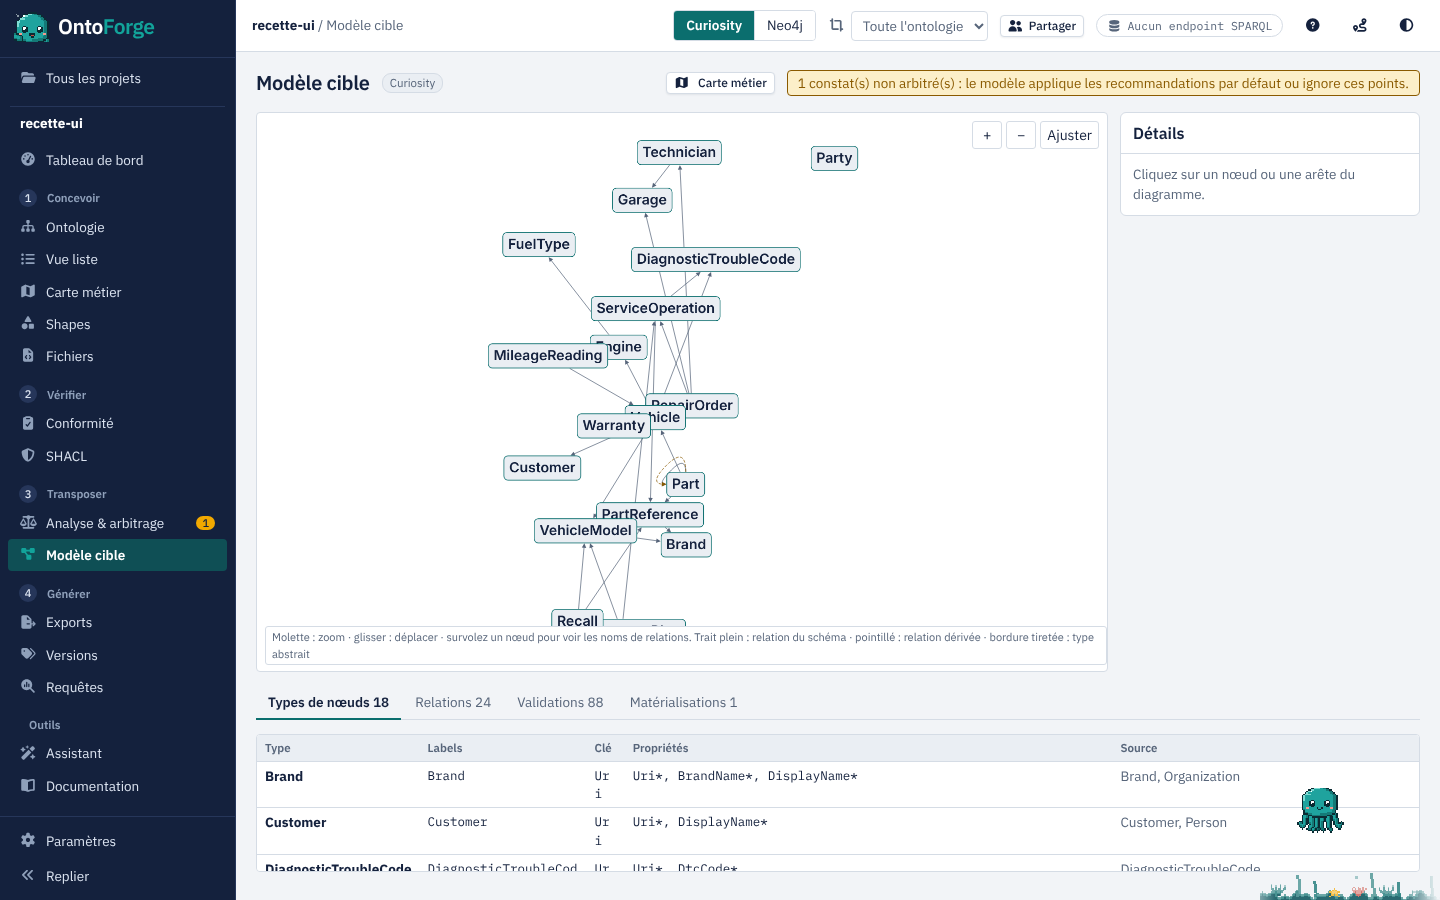 OntoForge
Tous les projets
recette-ui
Tableau de bord
1 Concevoir
Ontologie
Vue liste
Carte métier
Shapes
Fichiers
2 Vérifier
Conformité
SHACL
3 Transposer
Analyse & arbitrage 1
Modèle cible
4 Générer
Exports
Versions
Requêtes
Outils
Assistant
Documentation
Paramètres
Replier
recette-ui / Modèle cible
Curiosity Neo4j
Toute l'ontologie
Partager
Aucun endpoint SPARQL
Modèle cible Curiosity
Carte métier
1 constat(s) non arbitré(s) : le modèle applique les recommandations par défaut ou ignore ces points.
+ − Ajuster
Technician
Party
Garage
FuelType
DiagnosticTroubleCode
ServiceOperation
Engine
MileageReading
RepairOrder
Vehicle
Warranty
Customer
Part
PartReference
VehicleModel
Brand
Recall
Molette : zoom · glisser : déplacer · survolez un nœud pour voir les noms de relations. Trait plein : relation du schéma · pointillé : relation dérivée · bordure tiretée : type
abstrait
Détails
Cliquez sur un nœud ou une arête du
diagramme.
Types de nœuds 18 Relations 24 Validations 88 Matérialisations 1
Type Labels Clé Propriétés Source
Brand Brand Ur
i Uri*, BrandName*, DisplayName* Brand, Organization
Customer Customer Ur
i Uri*, DisplayName* Customer, Person
DiagnosticTroubleCode DiagnosticTroubleCod Ur Uri*, DtcCode* DiagnosticTroubleCode